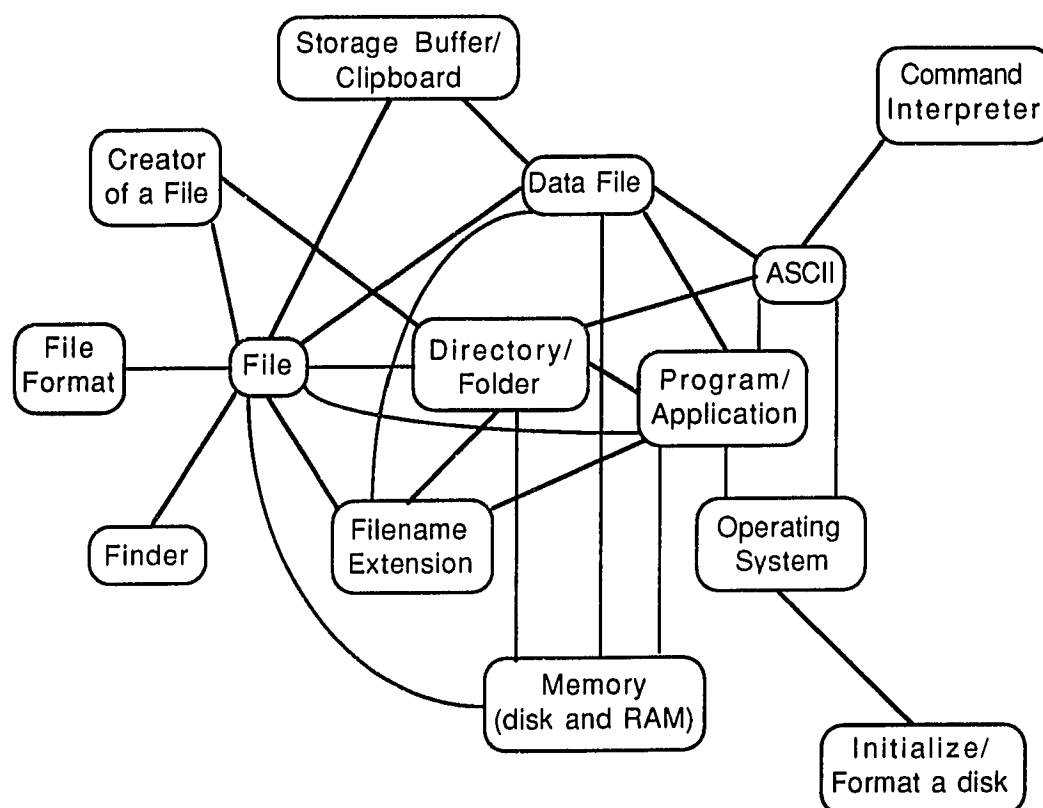 Storage Buffer/
Clipboard
Command
Interpreter
Creator
of a File
Data File
ASCII
File
Format
File
Directory/
Folder
Program/
Application
Finder
Filename
Extension
Operating
System
Memory
(disk and RAM)
Initialize/
Format a disk